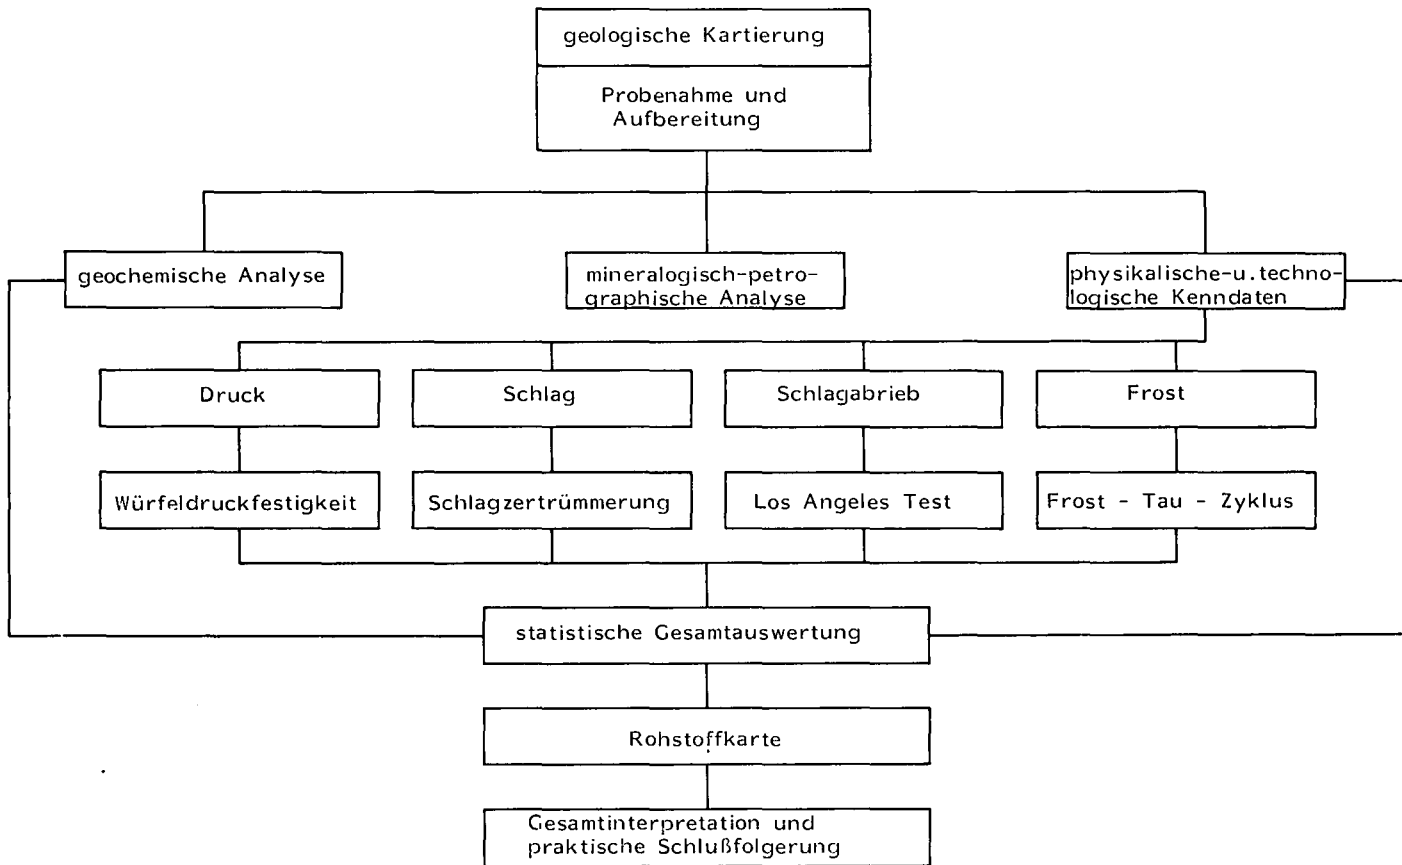 geologische Kartierung
Probenahme und
Aufbereitung
geochemische Analyse
mineralogisch-petro-
graphische Analyse
physikalische-u.techno-
logische Kenndaten
Druck
Schlag
Schlagabrieb
Frost
Würfeldruckfestigkeit
Schlagzertrümmerung
Los Angeles Test
Frost - Tau - Zyklus
statistische Gesamtauswertung
Rohstoffkarte
Gesamtinterpretation und
praktische Schlußfolgerung